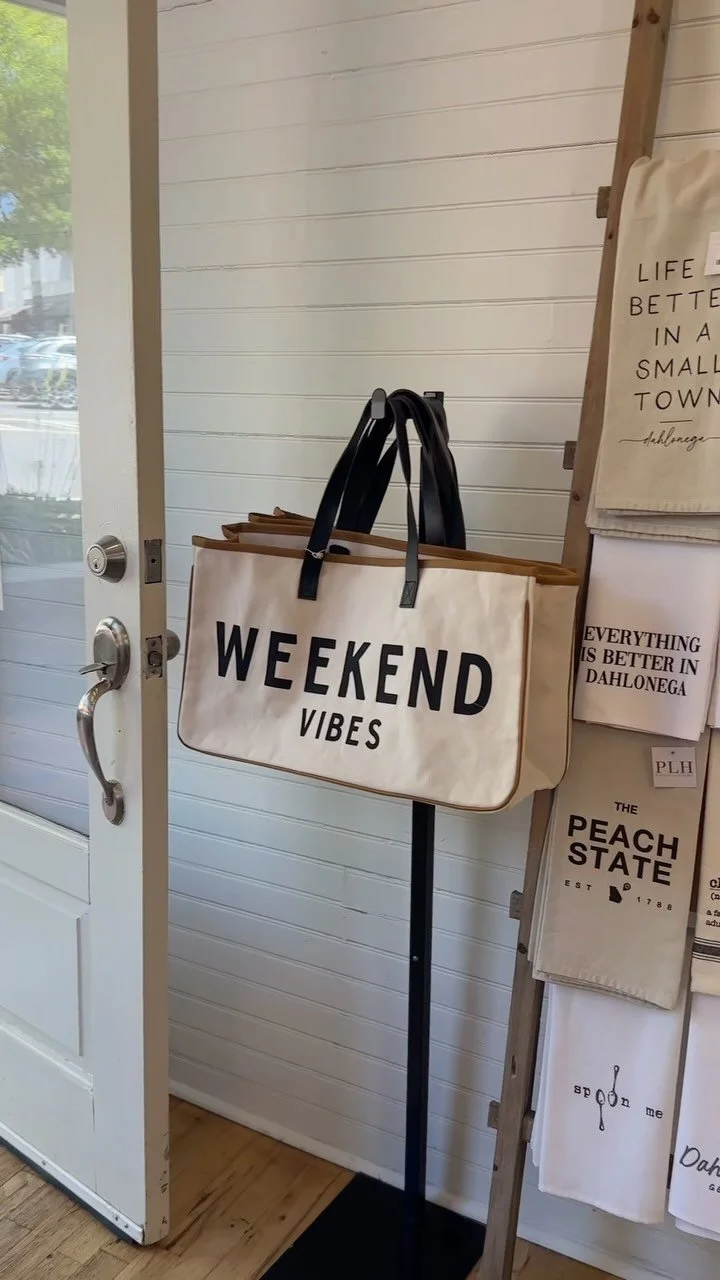 WEEKEND
VIBES
LIFE
BETTE
IN A
SMALL
TOWN
dahlonega
EVERYTHING
IS BETTER IN
DAHLONEGA
PLH
THE
PEACH
STATE
EST 1788
spoon me
Dah